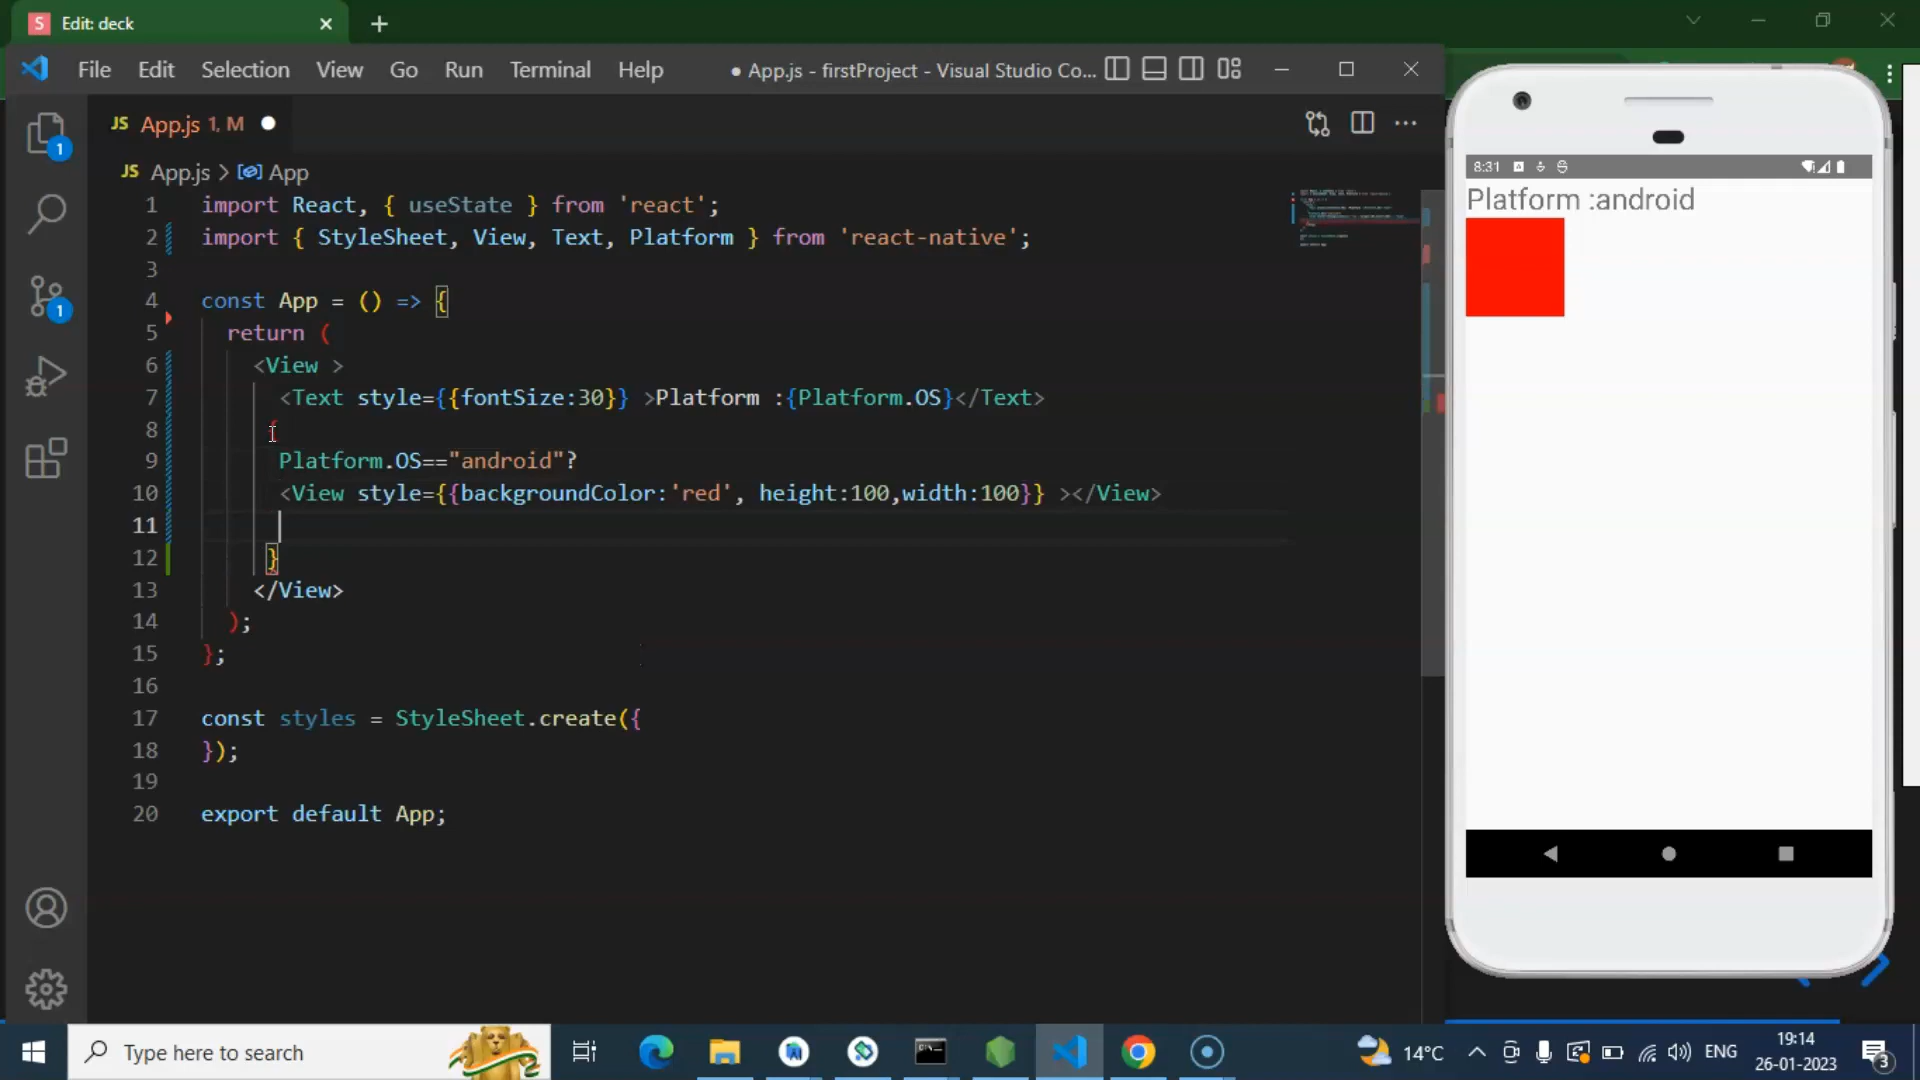 S Edit: deck
File Edit Selection View Go Run Terminal Help ● App.js - firstProject - Visual Studio Co...
JS App.js 1, M
JS App.js > App
1 import React, { useState } from 'react';
2 import { StyleSheet, View, Text, Platform } from 'react-native';
3
4 const App = () => {
5 return (
6 <View >
7 <Text style={{fontSize:30}} >Platform :{Platform.OS}</Text>
8 {
9 Platform.OS=="android"?
10 <View style={{backgroundColor:'red', height:100,width:100}} ></View>
11
12 }
13 </View>
14 );
15 };
16
17 const styles = StyleSheet.create({
18 });
19
20 export default App;
1
1
8:31
Platform :android
Type here to search
14°C
ENG
19:14
26-01-2023
3